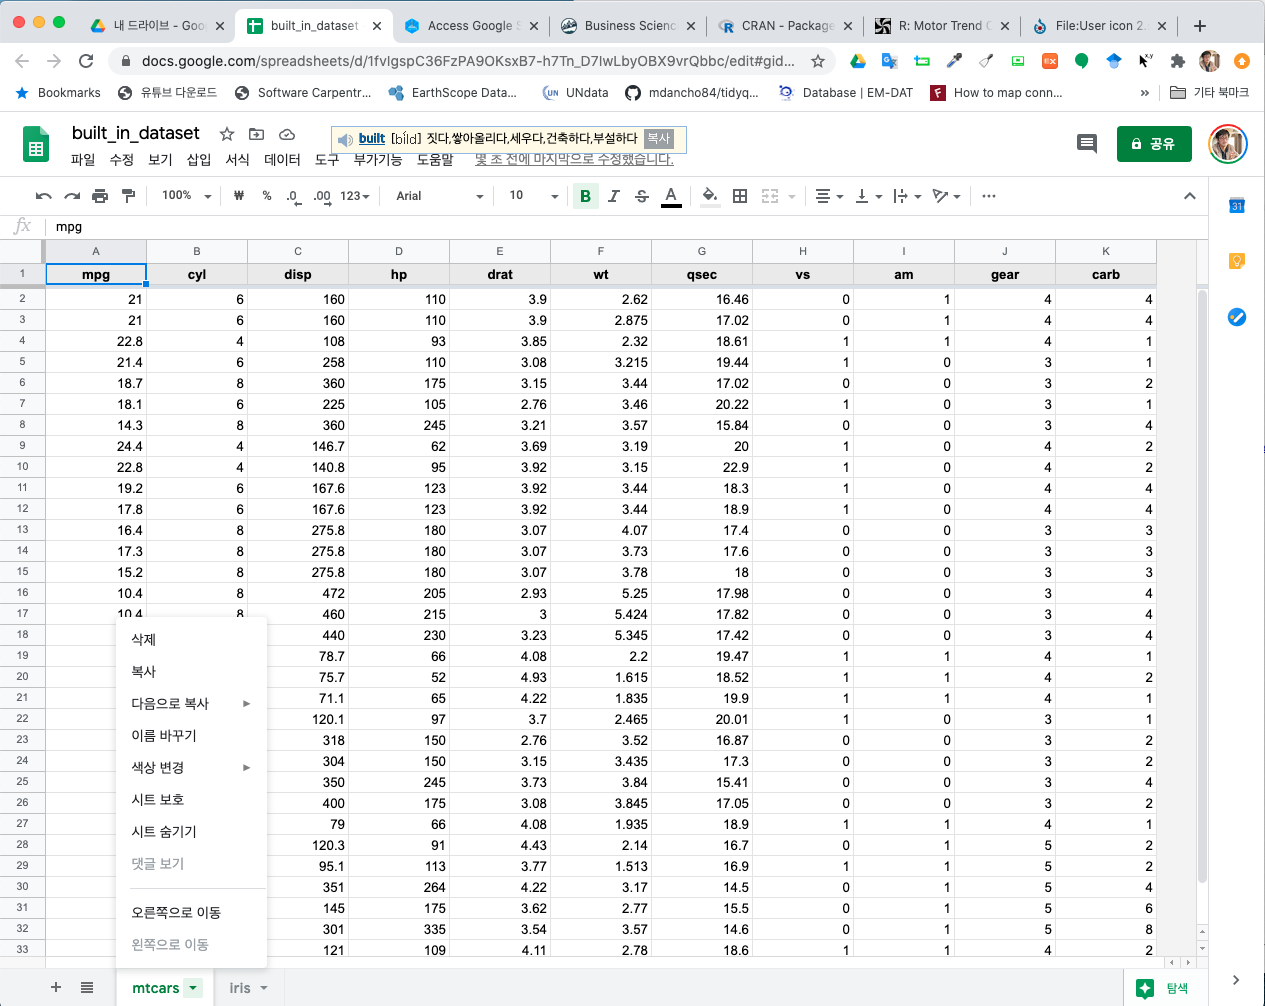 내 드라이브 - Goo
built_in_dataset
Access Google S
Business Scienc
CRAN - Package
R: Motor Trend C
File:User icon 2.
docs.google.com/spreadsheets/d/1fvIgspC36FzPA9OKsxB7-h7Tn_D7lwLbyOBX9vrQbbc/edit#gid...
Bookmarks
유튜브 다운로드
Software Carpentr...
EarthScope Data...
UN UNdata
mdancho84/tidyq...
Database | EM-DAT
F How to map conn...
»
기타 북마크
built_in_dataset
built [bíld] 짓다,쌓아올리다,세우다,건축하다,부설하다 복사
파일 수정 보기 삽입 서식 데이터 도구 부가기능 도움말 몇 초 전에 마지막으로 수정했습니다.
공유
100% ₩ % .0 .00 123 Arial 10 B I S A ...
31
fx mpg
A B C D E F G H I J K
1 mpg cyl disp hp drat wt qsec vs am gear carb
2 21 6 160 110 3.9 2.62 16.46 0 1 4 4
3 21 6 160 110 3.9 2.875 17.02 0 1 4 4
4 22.8 4 108 93 3.85 2.32 18.61 1 1 4 1
5 21.4 6 258 110 3.08 3.215 19.44 1 0 3 1
6 18.7 8 360 175 3.15 3.44 17.02 0 0 3 2
7 18.1 6 225 105 2.76 3.46 20.22 1 0 3 1
8 14.3 8 360 245 3.21 3.57 15.84 0 0 3 4
9 24.4 4 146.7 62 3.69 3.19 20 1 0 4 2
10 22.8 4 140.8 95 3.92 3.15 22.9 1 0 4 2
11 19.2 6 167.6 123 3.92 3.44 18.3 1 0 4 4
12 17.8 6 167.6 123 3.92 3.44 18.9 1 0 4 4
13 16.4 8 275.8 180 3.07 4.07 17.4 0 0 3 3
14 17.3 8 275.8 180 3.07 3.73 17.6 0 0 3 3
15 15.2 8 275.8 180 3.07 3.78 18 0 0 3 3
16 10.4 8 472 205 2.93 5.25 17.98 0 0 3 4
17 10.4 8 460 215 3 5.424 17.82 0 0 3 4
18 440 230 3.23 5.345 17.42 0 0 3 4
19 78.7 66 4.08 2.2 19.47 1 1 4 1
20 75.7 52 4.93 1.615 18.52 1 1 4 2
21 71.1 65 4.22 1.835 19.9 1 1 4 1
22 120.1 97 3.7 2.465 20.01 1 0 3 1
23 318 150 2.76 3.52 16.87 0 0 3 2
24 304 150 3.15 3.435 17.3 0 0 3 2
25 350 245 3.73 3.84 15.41 0 0 3 4
26 400 175 3.08 3.845 17.05 0 0 3 2
27 79 66 4.08 1.935 18.9 1 1 4 1
28 120.3 91 4.43 2.14 16.7 0 1 5 2
29 95.1 113 3.77 1.513 16.9 1 1 5 2
30 351 264 4.22 3.17 14.5 0 1 5 4
31 145 175 3.62 2.77 15.5 0 1 5 6
32 301 335 3.54 3.57 14.6 0 1 5 8
33 121 109 4.11 2.78 18.6 1 1 4 2
삭제
복사
다음으로 복사
이름 바꾸기
색상 변경
시트 보호
시트 숨기기
댓글 보기
오른쪽으로 이동
왼쪽으로 이동
mtcars
iris
탐색